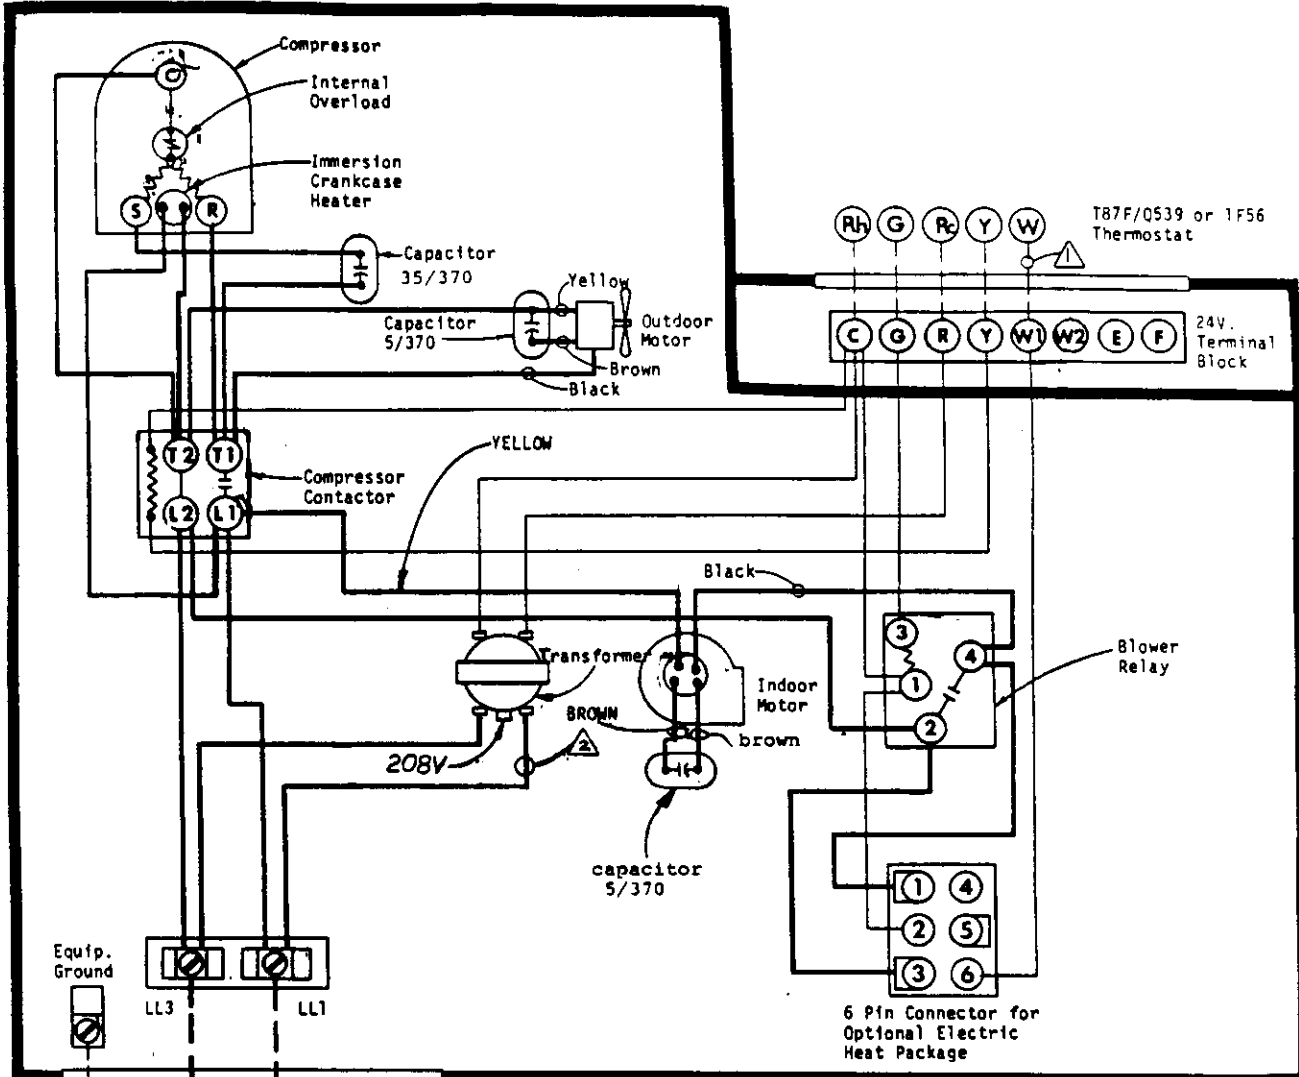 Compressor
Internal
Overload
Immersion
Crankcase
Heater
S
R
Capacitor
35/370
Yellow
Capacitor
5/370
Outdoor
Motor
Brown
Black
Rh G Rc Y W
T87F/Q539 or 1F56
Thermostat
1
C G R Y W1 W2 E F
24V.
Terminal
Block
T2 T1
YELLOW
Compressor
Contactor
L2 L1
Black
3
4
Blower
Relay
1
2
Transformer
Indoor
Motor
BROWN
brown
2
208V
capacitor
5/370
1 4
2 5
3 6
6 Pin Connector for
Optional Electric
Heat Package
Equip.
Ground
LL3
LL1